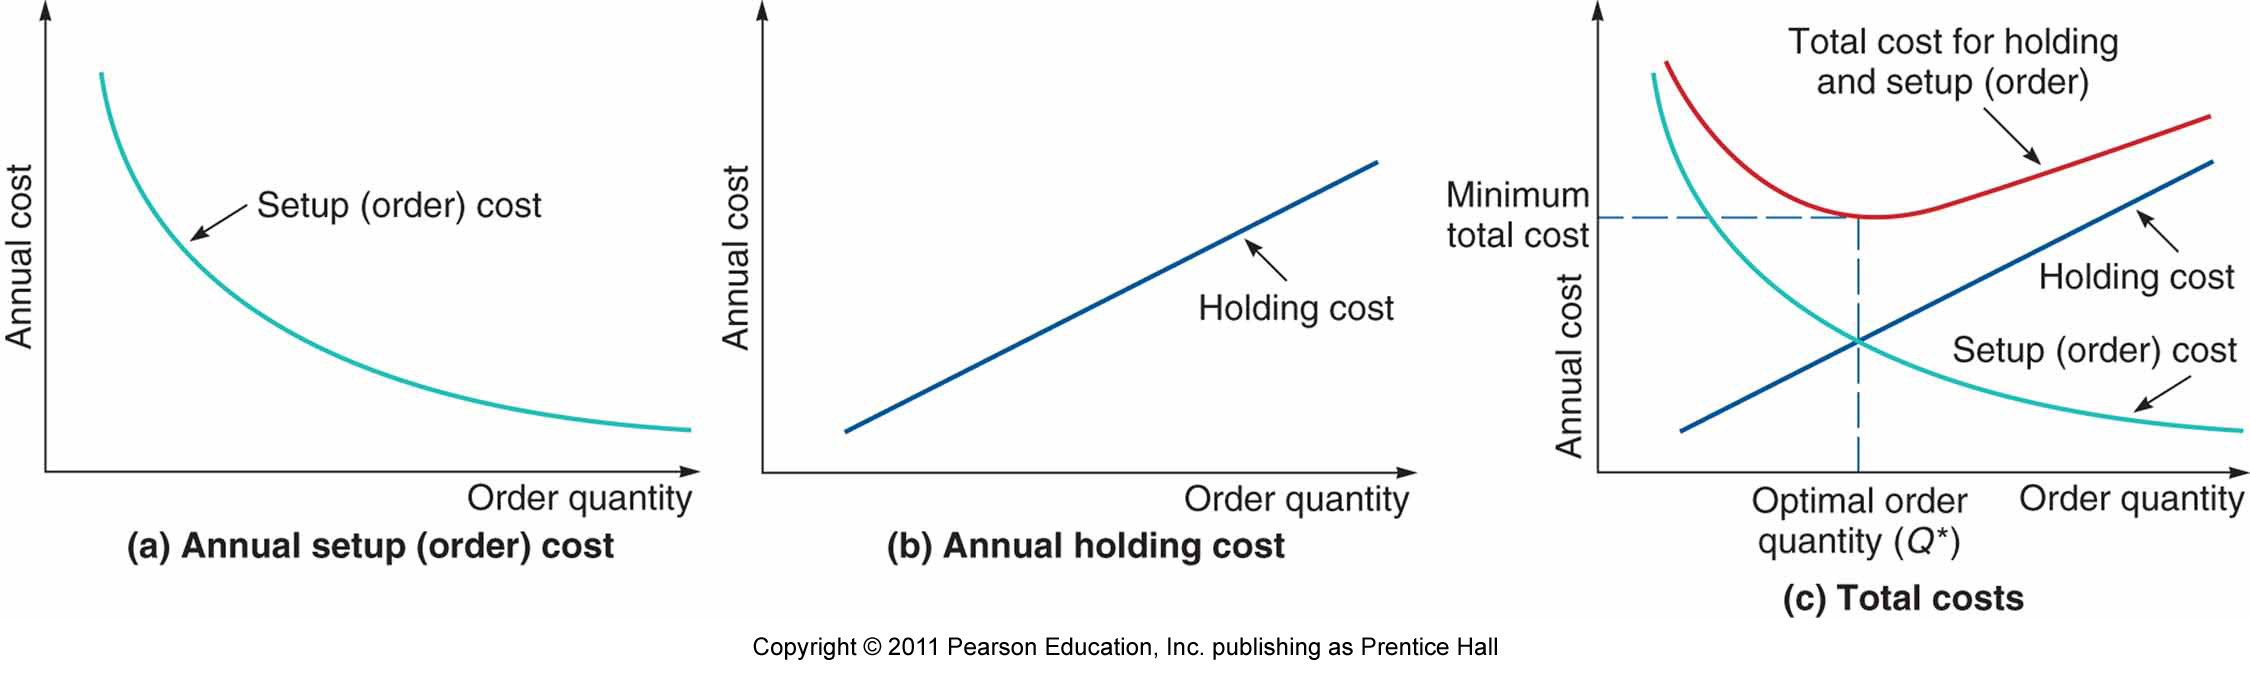 Annual cost
Setup (order) cost
Order quantity
(a) Annual setup (order) cost
Annual cost
Holding cost
Order quantity
(b) Annual holding cost
Total cost for holding
and setup (order)
Minimum
total cost
Annual cost
Holding cost
Setup (order) cost
Optimal order
quantity (Q*)
Order quantity
(c) Total costs
Copyright © 2011 Pearson Education, Inc. publishing as Prentice Hall